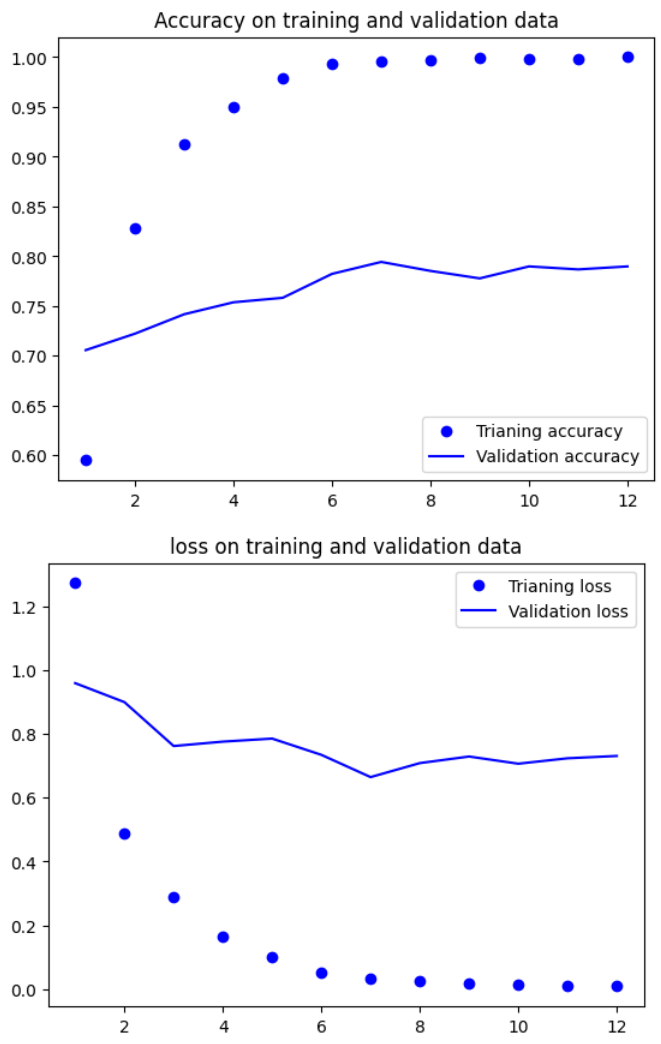 Accuracy on training and validation data
1.00
0.95
0.90
0.85
0.80
0.75
0.70
0.65
0.60
Trianing accuracy
Validation accuracy
2 4 6 8 10 12
loss on training and validation data
Trianing loss
Validation loss
1.2
1.0
0.8
0.6
0.4
0.2
0.0
2 4 6 8 10 12